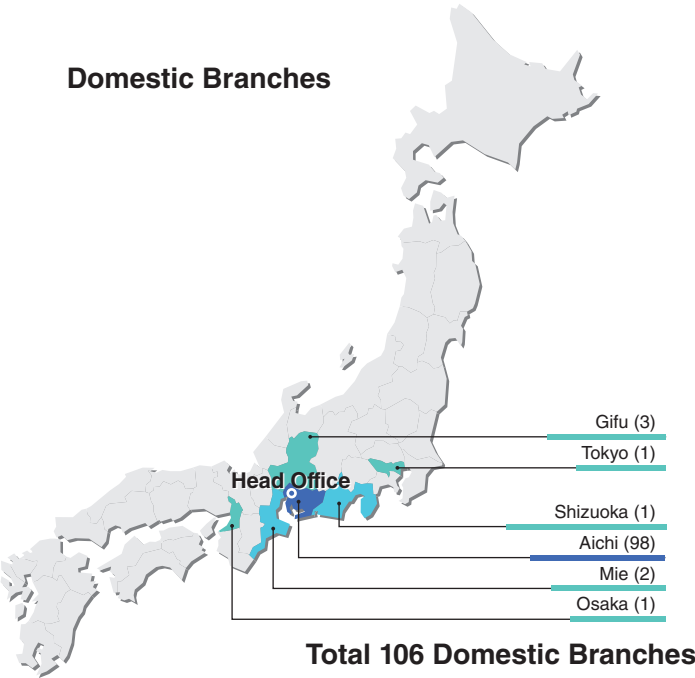 Domestic Branches
Gifu (3)
Tokyo (1)
Head Office
Shizuoka (1)
Aichi (98)
Mie (2)
Osaka (1)
Total 106 Domestic Branches